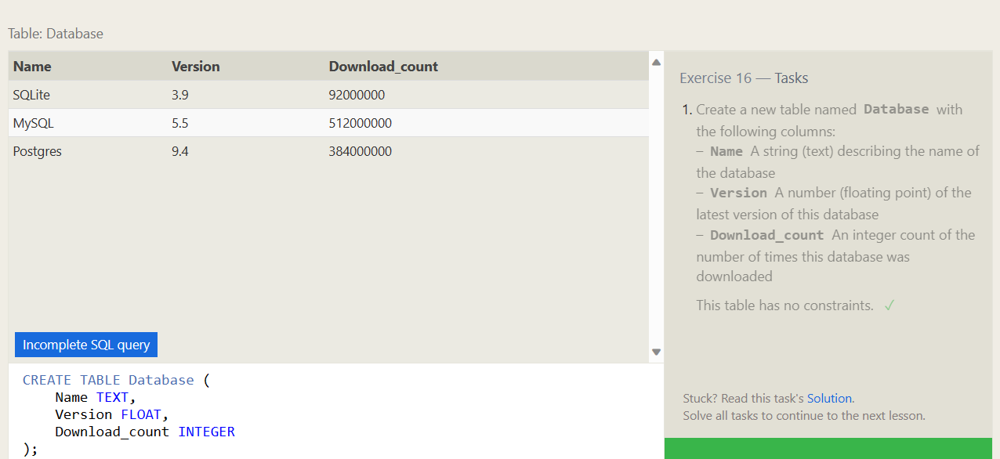 Table: Database
Name Version Download_count
SQLite 3.9 92000000
MySQL 5.5 512000000
Postgres 9.4 384000000
Incomplete SQL query
CREATE TABLE Database (
    Name TEXT,
    Version FLOAT,
    Download_count INTEGER
);
Exercise 16 — Tasks
1. Create a new table named Database with
the following columns:
– Name A string (text) describing the name of
the database
– Version A number (floating point) of the
latest version of this database
– Download_count An integer count of the
number of times this database was
downloaded
This table has no constraints. ✓
Stuck? Read this task's Solution.
Solve all tasks to continue to the next lesson.